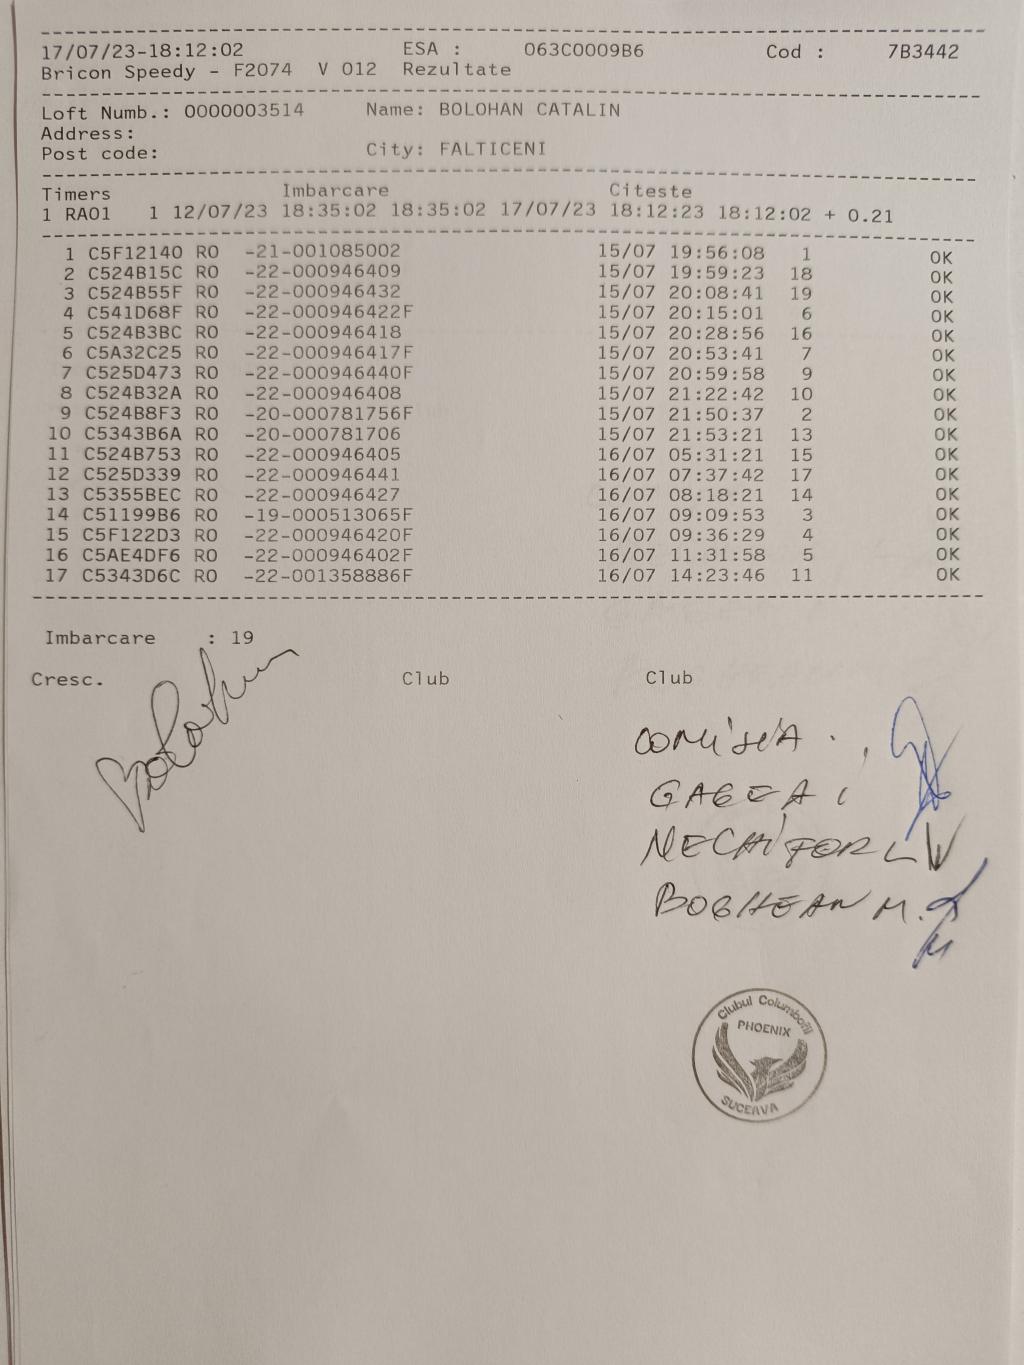 17/07/23-18:12:02 ESA : 063C0009B6 Cod : 7B3442
Bricon Speedy - F2074 V 012 Rezultate
Loft Numb.: 0000003514 Name: BOLOHAN CATALIN
Address:
Post code: City: FALTICENI
Timers Imbarcare Citeste
1 RA01 1 12/07/23 18:35:02 18:35:02 17/07/23 18:12:23 18:12:02 + 0.21
1 C5F12140 RO -21-001085002 15/07 19:56:08 1 OK
2 C524B15C RO -22-000946409 15/07 19:59:23 18 OK
3 C524B55F RO -22-000946432 15/07 20:08:41 19 OK
4 C541D68F RO -22-000946422F 15/07 20:15:01 6 OK
5 C524B3BC RO -22-000946418 15/07 20:28:56 16 OK
6 C5A32C25 RO -22-000946417F 15/07 20:53:41 7 OK
7 C525D473 RO -22-000946440F 15/07 20:59:58 9 OK
8 C524B32A RO -22-000946408 15/07 21:22:42 10 OK
9 C524B8F3 RO -20-000781756F 15/07 21:50:37 2 OK
10 C5343B6A RO -20-000781706 15/07 21:53:21 13 OK
11 C524B753 RO -22-000946405 16/07 05:31:21 15 OK
12 C525D339 RO -22-000946441 16/07 07:37:42 17 OK
13 C5355BEC RO -22-000946427 16/07 08:18:21 14 OK
14 C51199B6 RO -19-000513065F 16/07 09:09:53 3 OK
15 C5F122D3 RO -22-000946420F 16/07 09:36:29 4 OK
16 C5AE4DF6 RO -22-000946402F 16/07 11:31:58 5 OK
17 C5343D6C RO -22-001358886F 16/07 14:23:46 11 OK
Imbarcare : 19
Cresc. Club Club
Bolohan
GABEA i
NECHIFOR L
BOGHEAN M.
Clubul Columbofil
PHOENIX
SUCEAVA